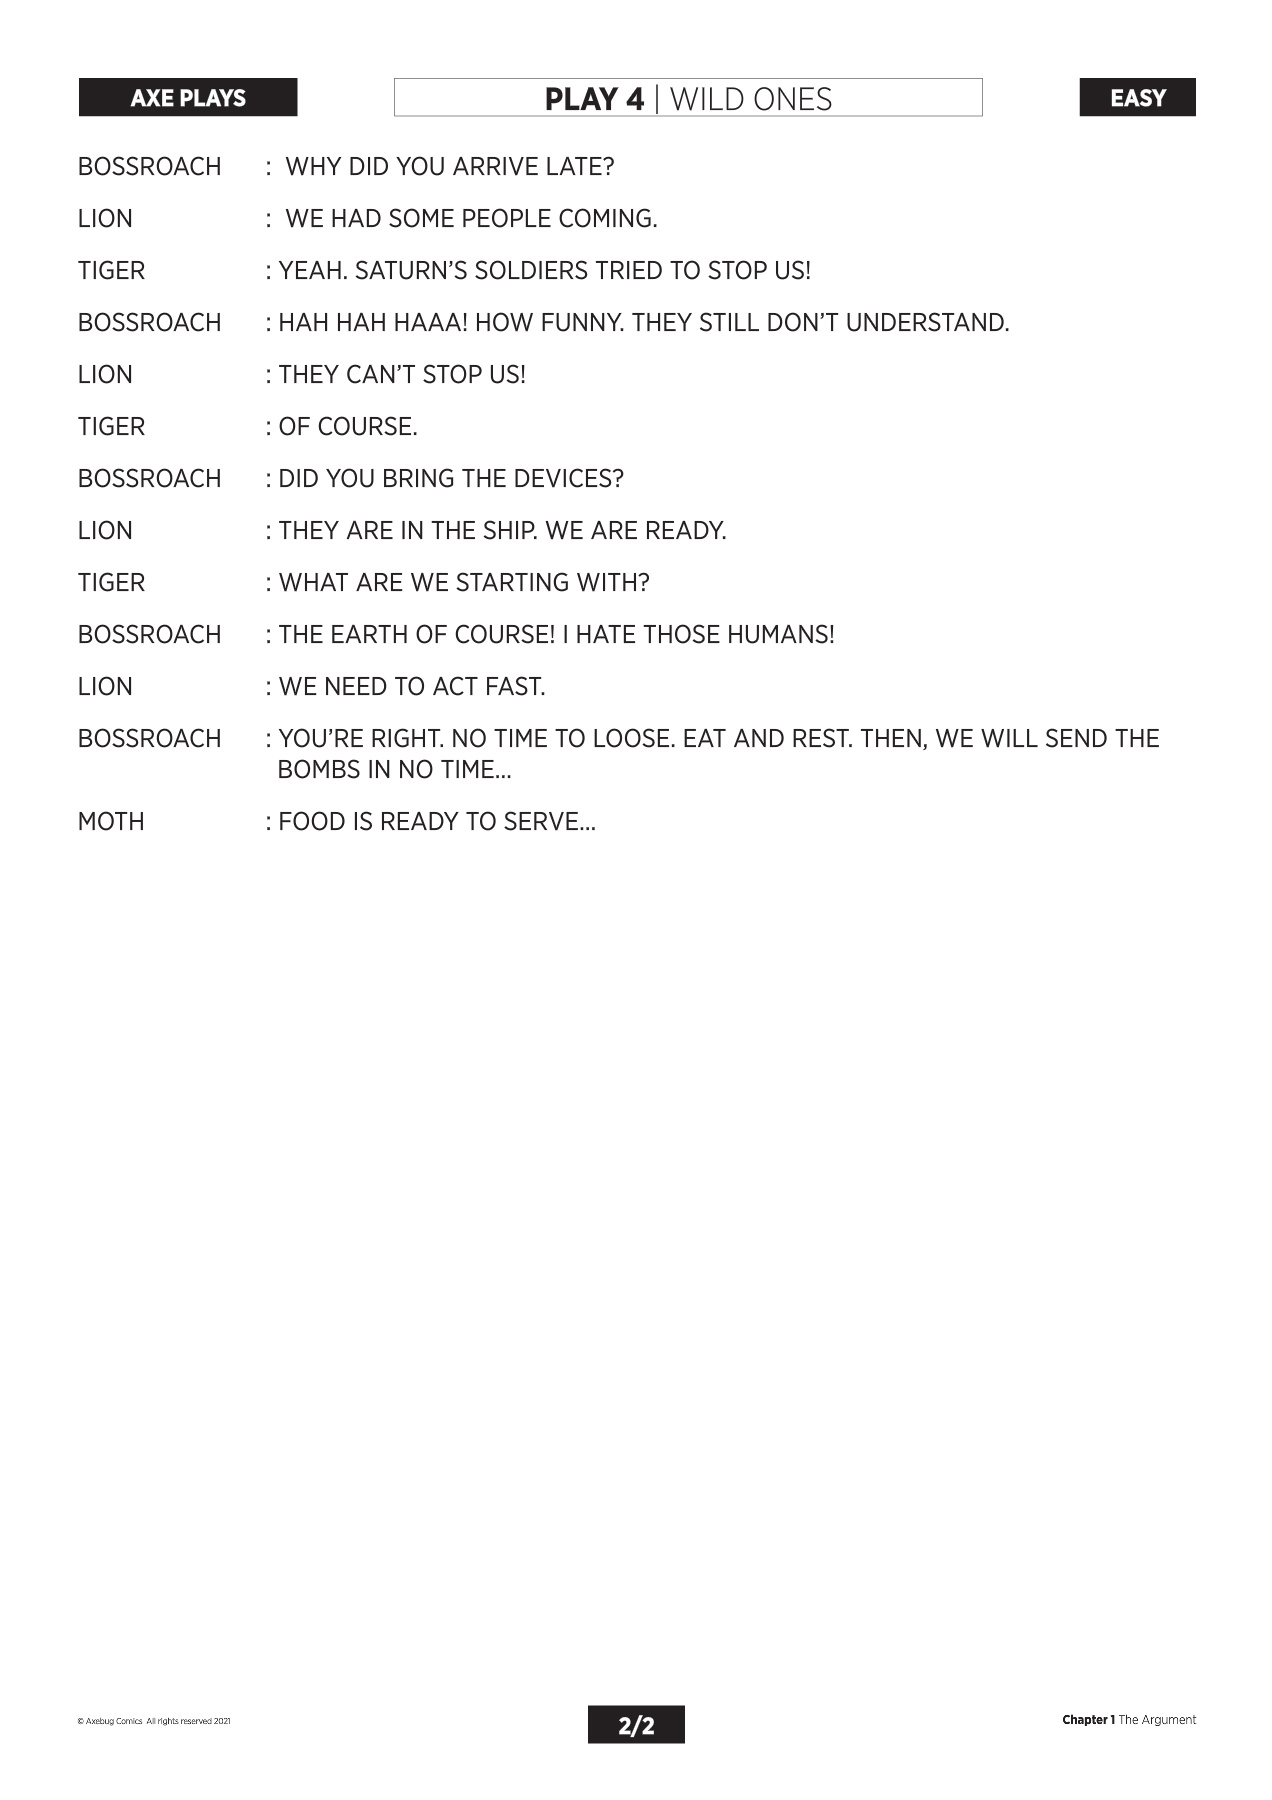 AXE PLAYS
PLAY 4 | WILD ONES
EASY
BOSSROACH : WHY DID YOU ARRIVE LATE?
LION : WE HAD SOME PEOPLE COMING.
TIGER : YEAH. SATURN’S SOLDIERS TRIED TO STOP US!
BOSSROACH : HAH HAH HAAA! HOW FUNNY. THEY STILL DON’T UNDERSTAND.
LION : THEY CAN’T STOP US!
TIGER : OF COURSE.
BOSSROACH : DID YOU BRING THE DEVICES?
LION : THEY ARE IN THE SHIP. WE ARE READY.
TIGER : WHAT ARE WE STARTING WITH?
BOSSROACH : THE EARTH OF COURSE! I HATE THOSE HUMANS!
LION : WE NEED TO ACT FAST.
BOSSROACH : YOU’RE RIGHT. NO TIME TO LOOSE. EAT AND REST. THEN, WE WILL SEND THE
BOMBS IN NO TIME...
MOTH : FOOD IS READY TO SERVE...
© Axebug Comics All rights reserved 2021
2/2
Chapter 1 The Argument